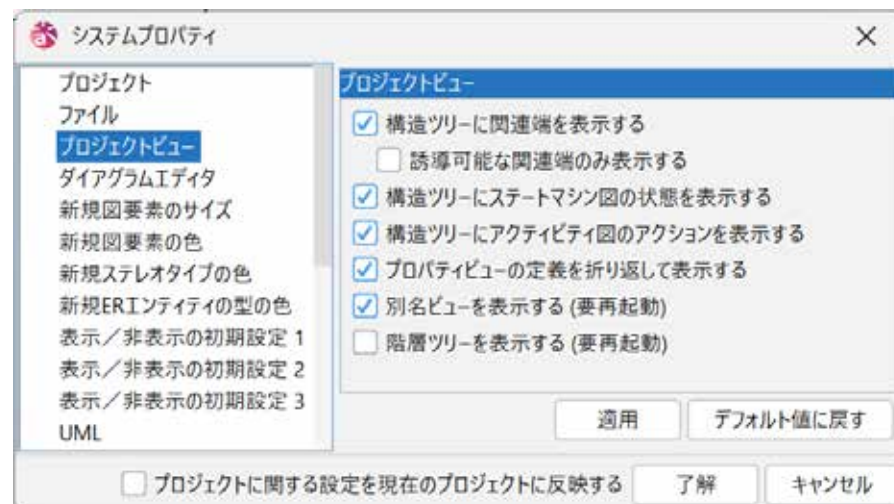 システムプロパティ
プロジェクト
ファイル
プロジェクトビュー
ダイアグラムエディタ
新規図要素のサイズ
新規図要素の色
新規ステレオタイプの色
新規ERエンティティの型の色
表示／非表示の初期設定 1
表示／非表示の初期設定 2
表示／非表示の初期設定 3
UML
プロジェクトビュー
構造ツリーに関連端を表示する
誘導可能な関連端のみ表示する
構造ツリーにステートマシン図の状態を表示する
構造ツリーにアクティビティ図のアクションを表示する
プロパティビューの定義を折り返して表示する
別名ビューを表示する (要再起動)
階層ツリーを表示する (要再起動)
適用 デフォルト値に戻す
プロジェクトに関する設定を現在のプロジェクトに反映する 了解 キャンセル